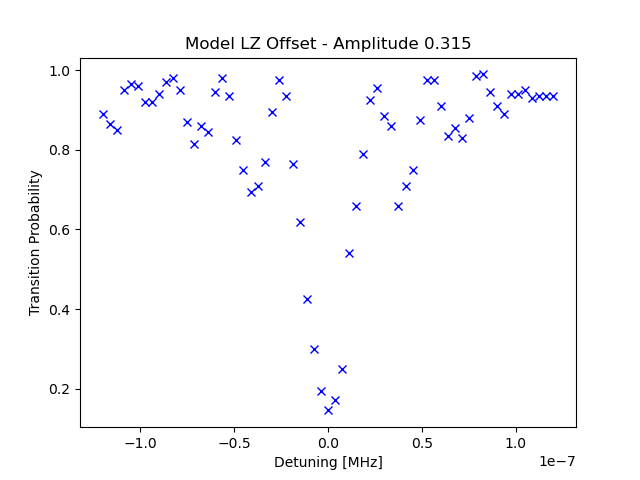 Model LZ Offset - Amplitude 0.315
Transition Probability
1.0
0.8
0.6
0.4
0.2
−1.0 −0.5 0.0 0.5 1.0
1e−7
Detuning [MHz]